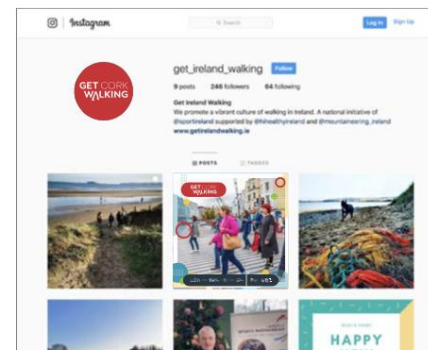 Instagram
Search
Log In
Sign Up
get_ireland_walking
Follow
9 posts 246 followers 64 following
Get Ireland Walking
We promote a vibrant culture of walking in Ireland. A national initiative of
@sportireland supported by @hihealthyireland and @mountaineering_ireland
www.getirelandwalking.ie
GET CORK
WALKING
POSTS
TAGGED
GET CORK
WALKING
HAPPY